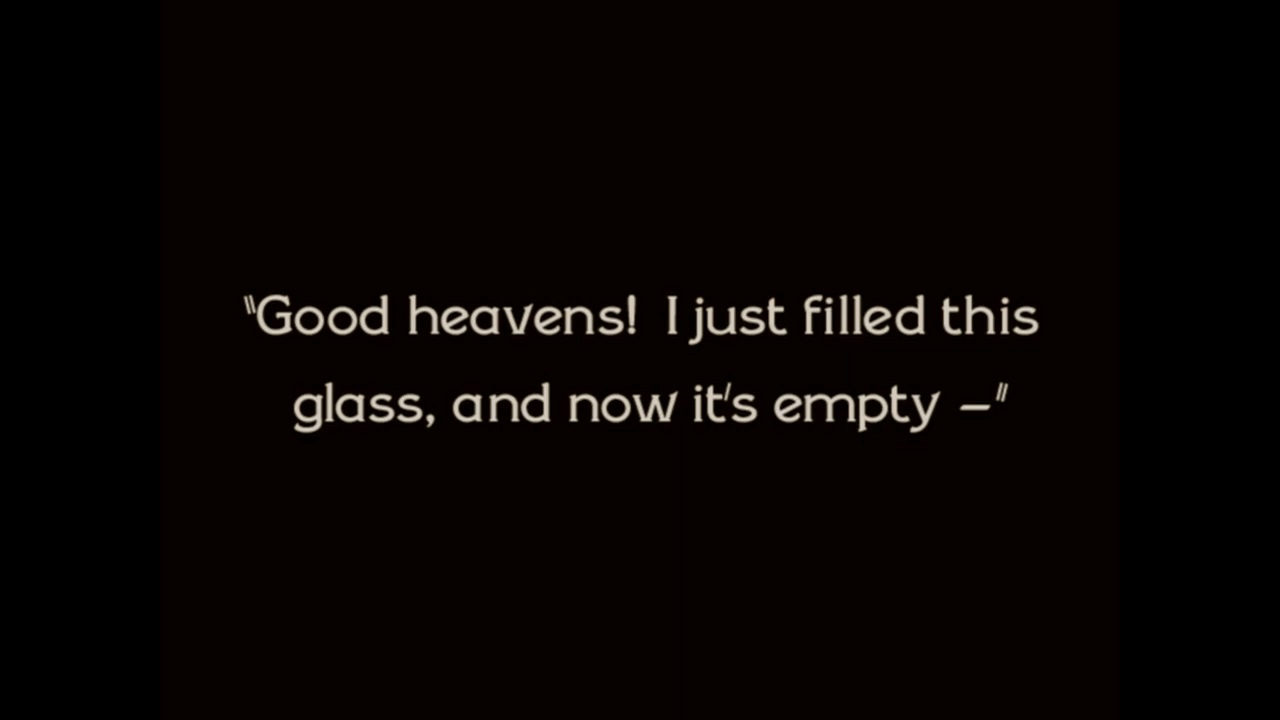 "Good heavens!  I just filled this
glass, and now it's empty –"